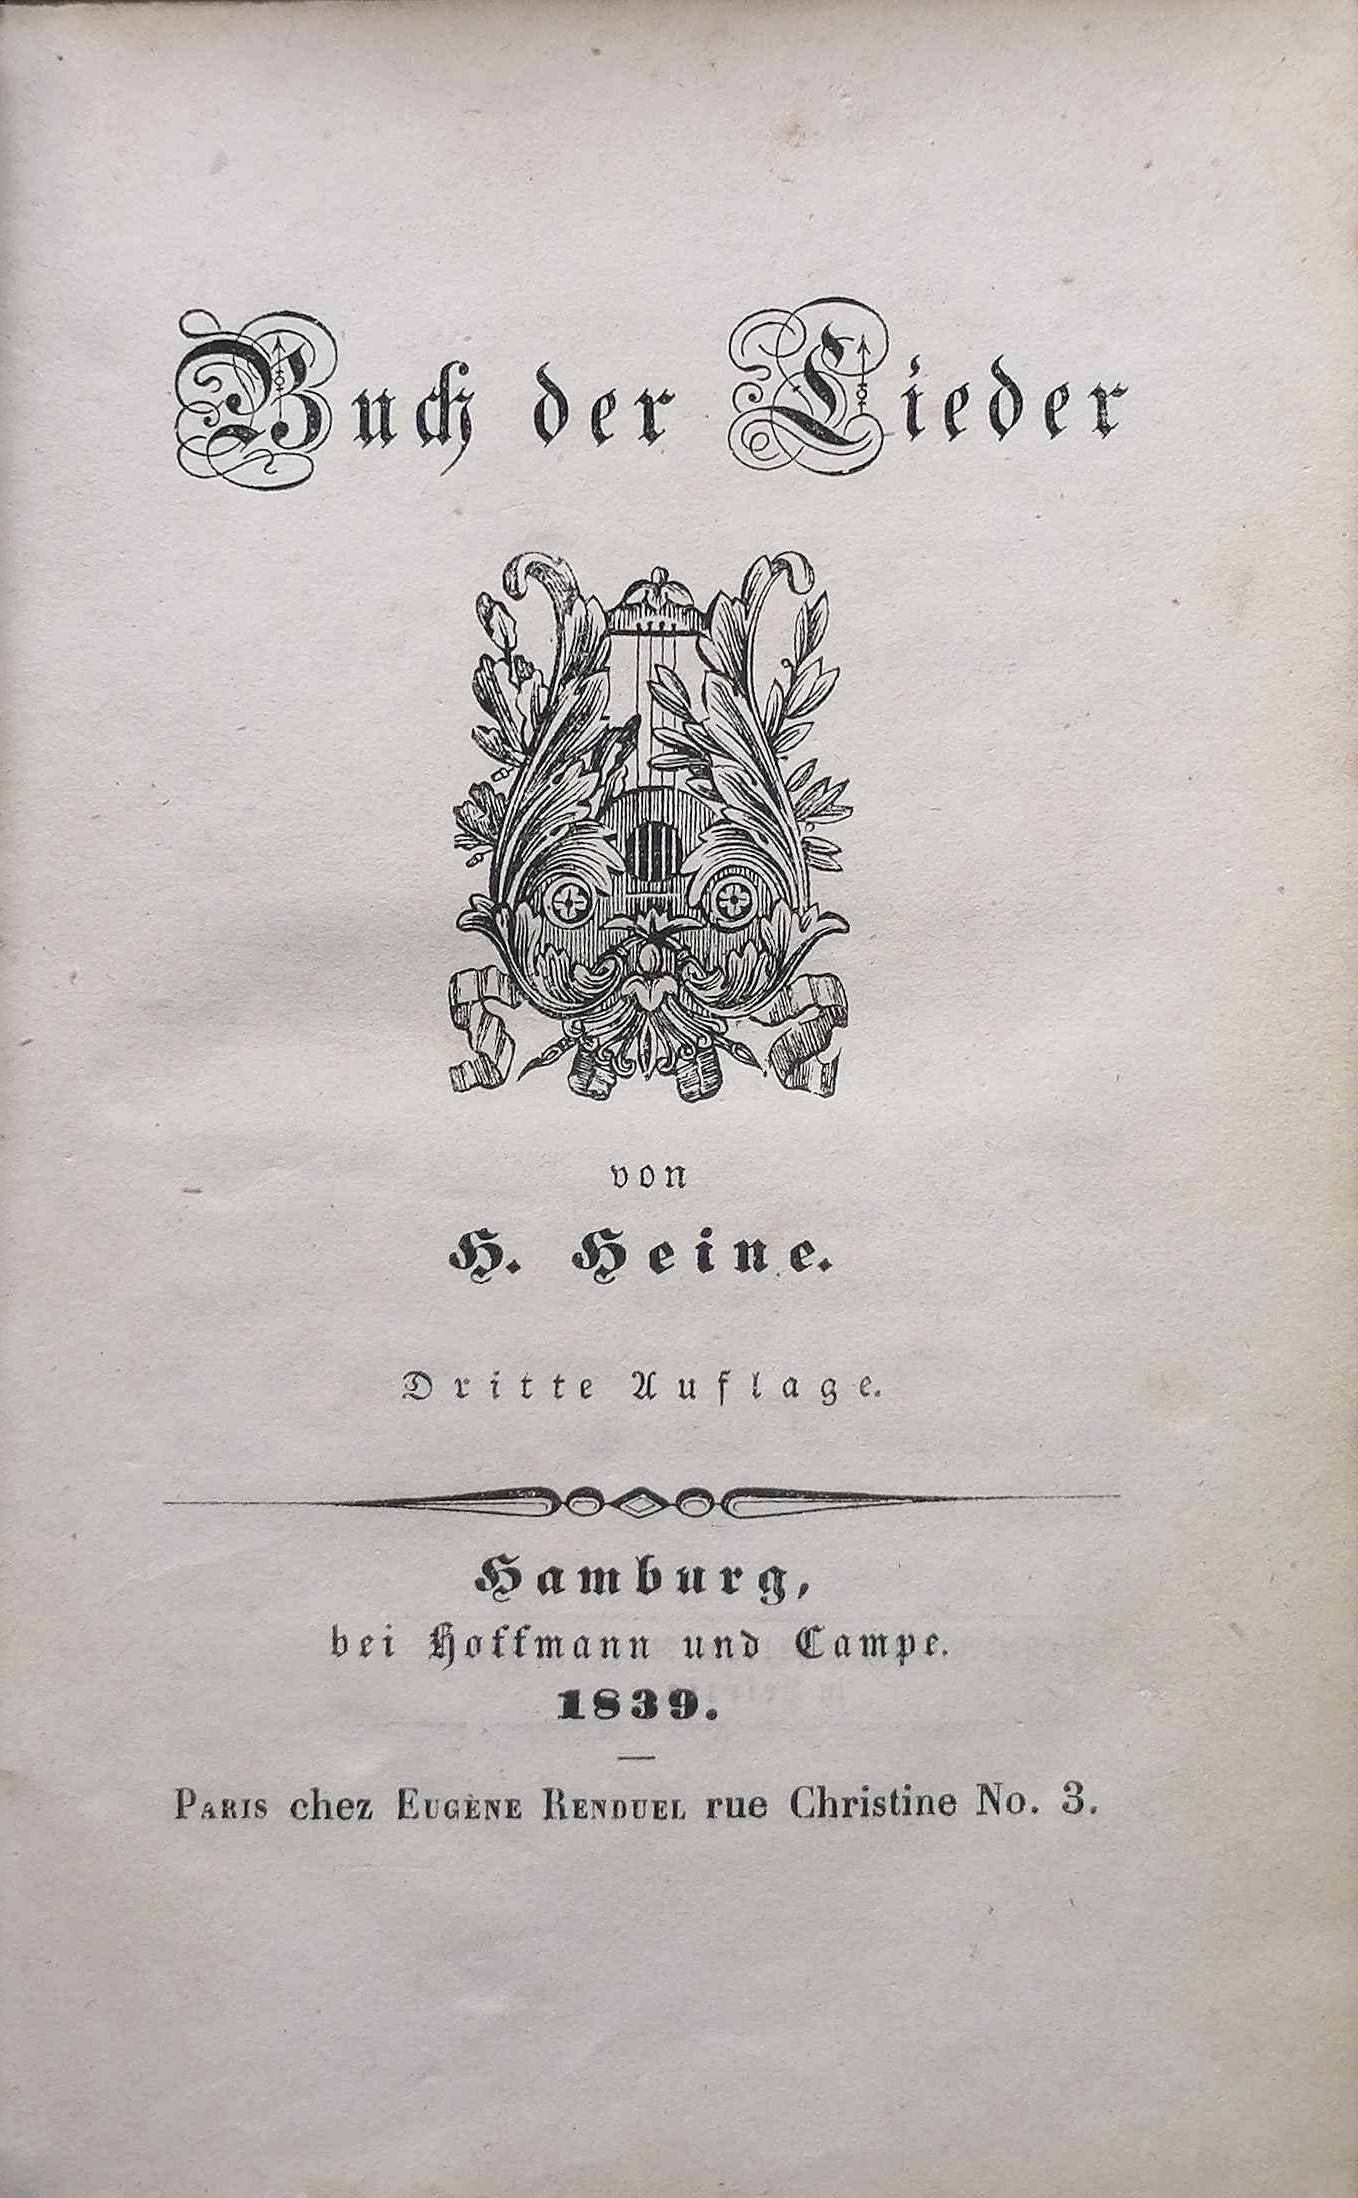 Buch der Lieder
von
H. Heine.
Dritte Auflage.
Hamburg,
bei Hoffmann und Campe.
1839.
PARIS chez EUGÈNE RENDUEL rue Christine No. 3.